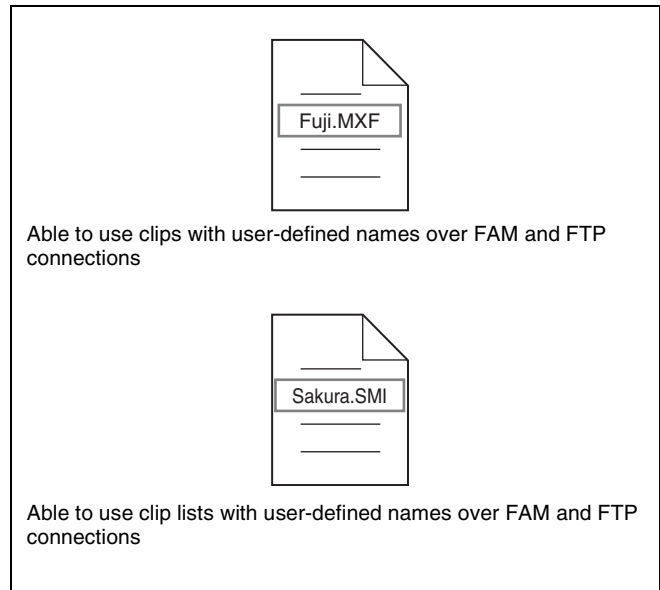 Fuji.MXF
Able to use clips with user-defined names over FAM and FTP
connections
Sakura.SMI
Able to use clip lists with user-defined names over FAM and FTP
connections